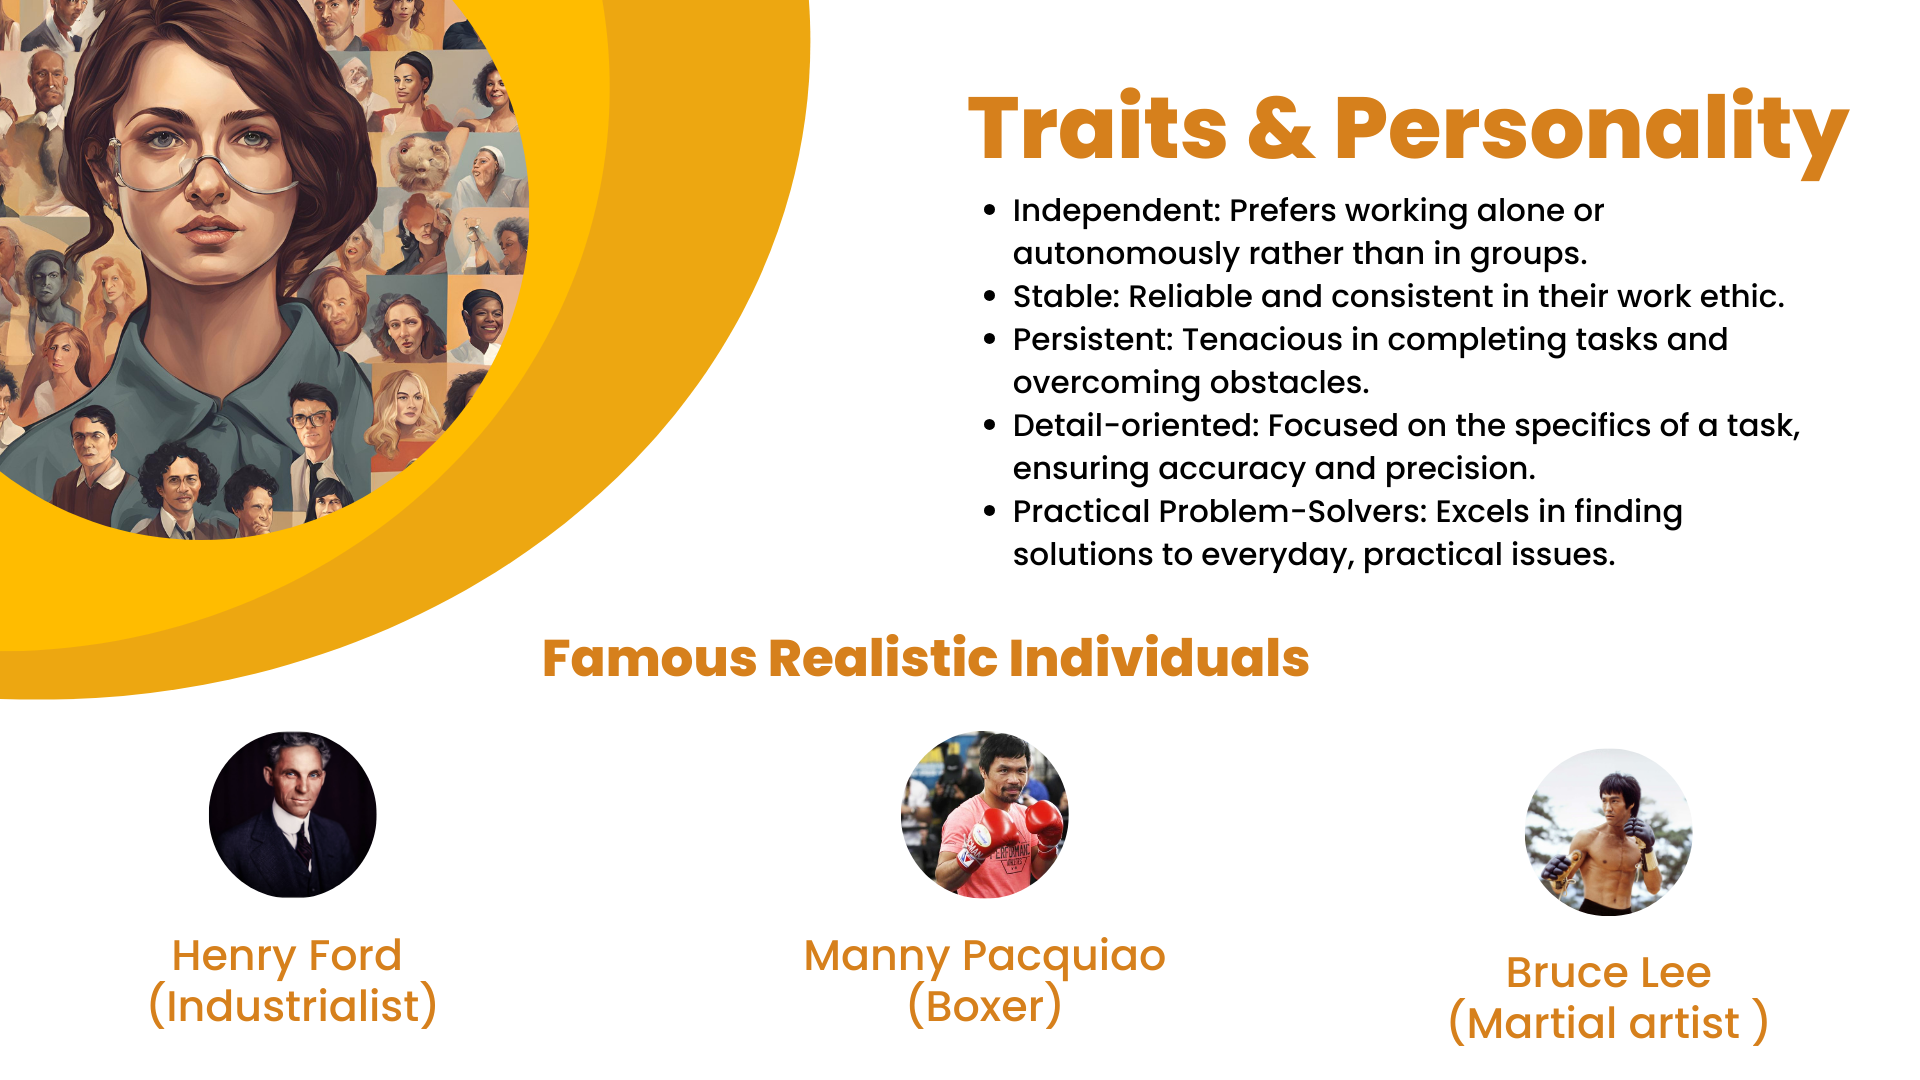 Traits & Personality
• Independent: Prefers working alone or
autonomously rather than in groups.
• Stable: Reliable and consistent in their work ethic.
• Persistent: Tenacious in completing tasks and
overcoming obstacles.
• Detail-oriented: Focused on the specifics of a task,
ensuring accuracy and precision.
• Practical Problem-Solvers: Excels in finding
solutions to everyday, practical issues.
Famous Realistic Individuals
Henry Ford
(Industrialist)
Manny Pacquiao
(Boxer)
Bruce Lee
(Martial artist )